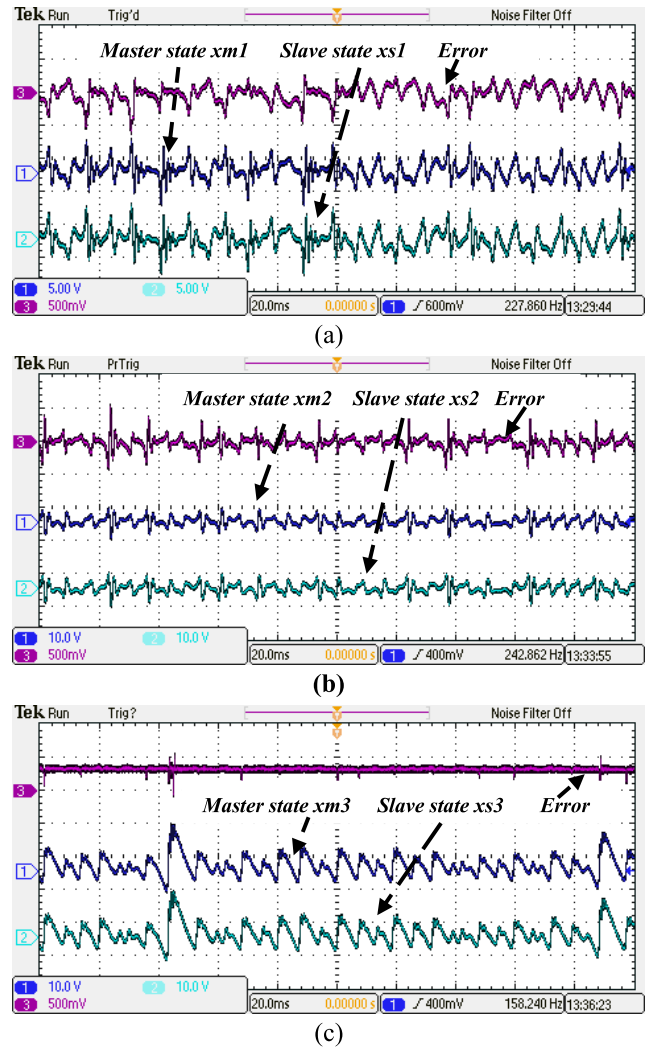 Tek Run Trig'd Noise Filter Off
Master state xm1 Slave state xs1 Error
3
1
2
1 5.00 V 2 5.00 V
3 500mV 20.0ms 0.00000 s 1 600mV 227.860 Hz 13:29:44
(a)
Tek Run PrTrig Noise Filter Off
Master state xm2 Slave state xs2 Error
3
1
2
1 10.0 V 2 10.0 V
3 500mV 20.0ms 0.00000 s 1 400mV 242.862 Hz 13:33:55
(b)
Tek Run Trig? Noise Filter Off
3
Master state xm3 Slave state xs3 Error
1
2
1 10.0 V 2 10.0 V
3 500mV 20.0ms 0.00000 s 1 400mV 158.240 Hz 13:36:23
(c)